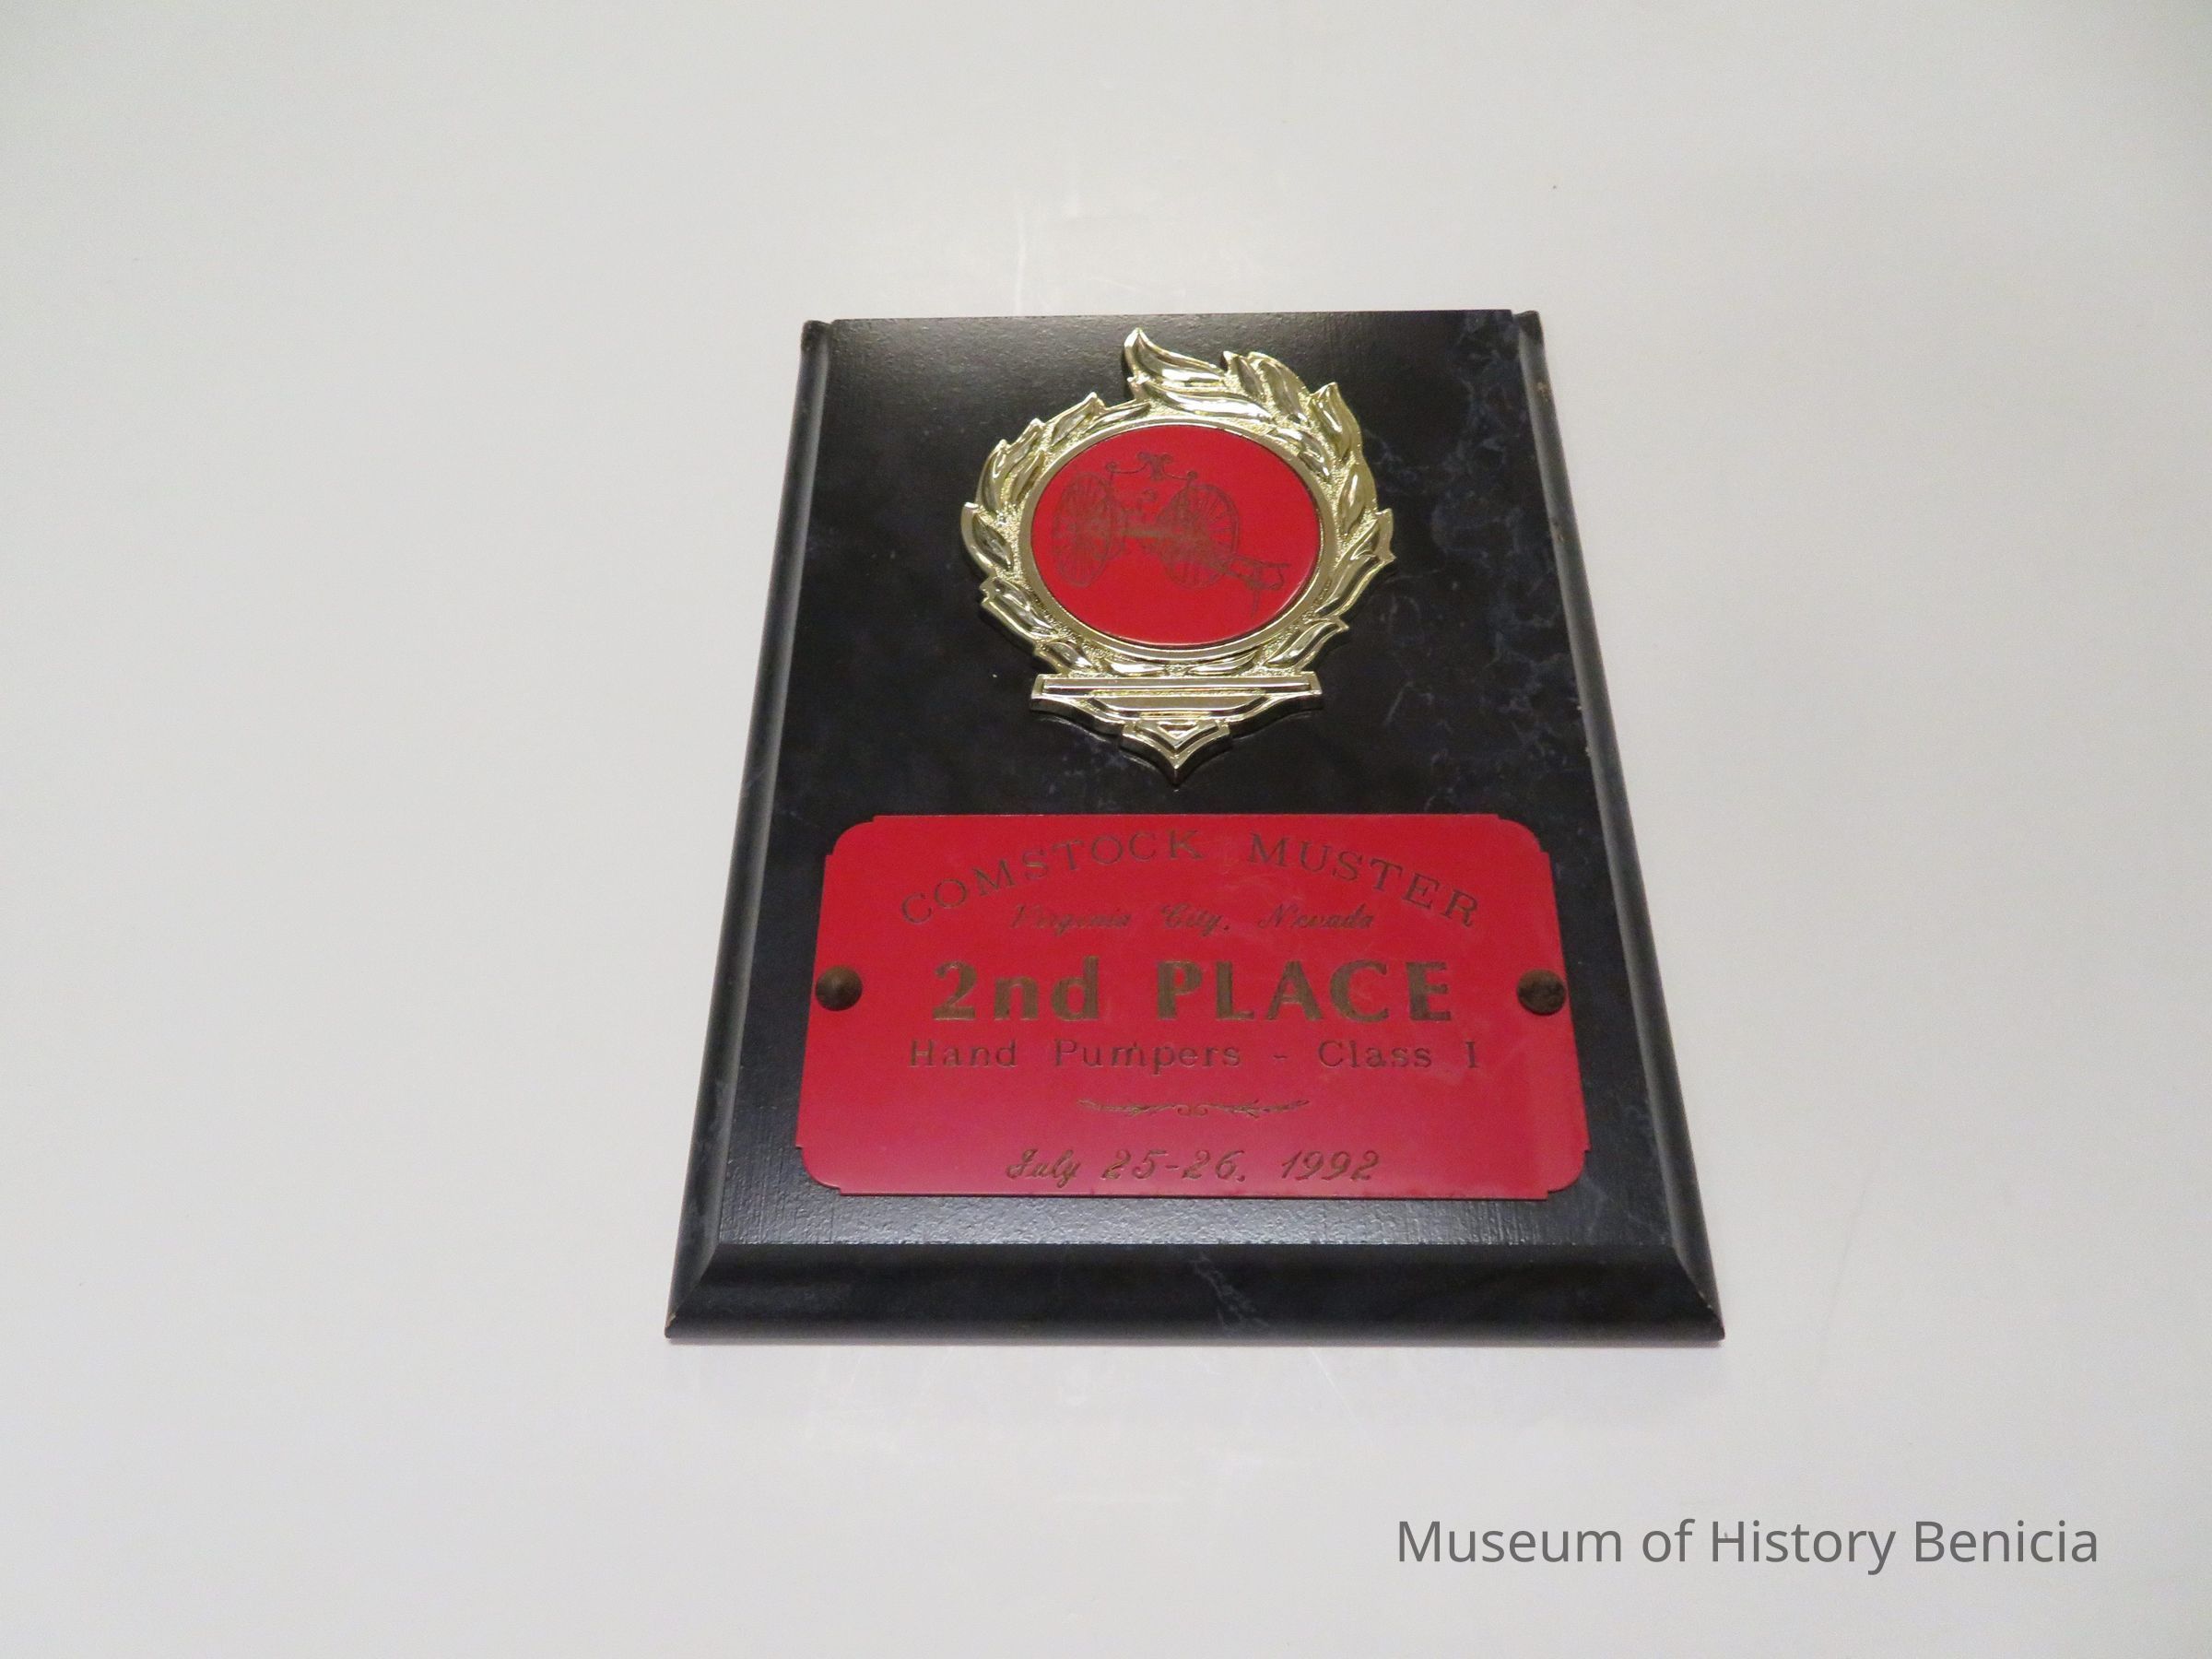 COMSTOCK MUSTER
Virginia City, Nevada
2nd PLACE
Hand Pumpers - Class I
July 25-26, 1992
Museum of History Benicia